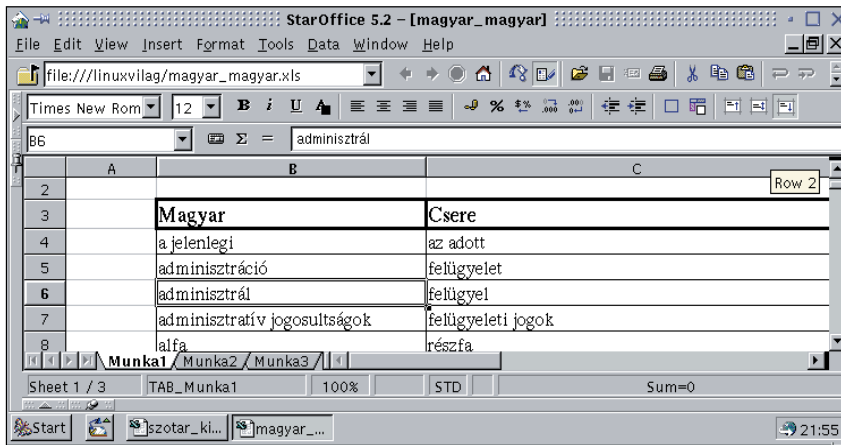 StarOffice 5.2 – [magyar_magyar]
File Edit View Insert Format Tools Data Window Help
file:///linuxvilag/magyar_magyar.xls
Times New Rom 12 B i U A
B6 Σ = adminisztrál
A B C
Row 2
2
3 Magyar Csere
4 a jelenlegi az adott
5 adminisztráció felügyelet
6 adminisztrál felügyel
7 adminisztratív jogosultságok felügyeleti jogok
8 alfa részfa
Munka1 Munka2 Munka3
Sheet 1 / 3 TAB_Munka1 100% STD Sum=0
Start szotar_ki... magyar_... 21:55